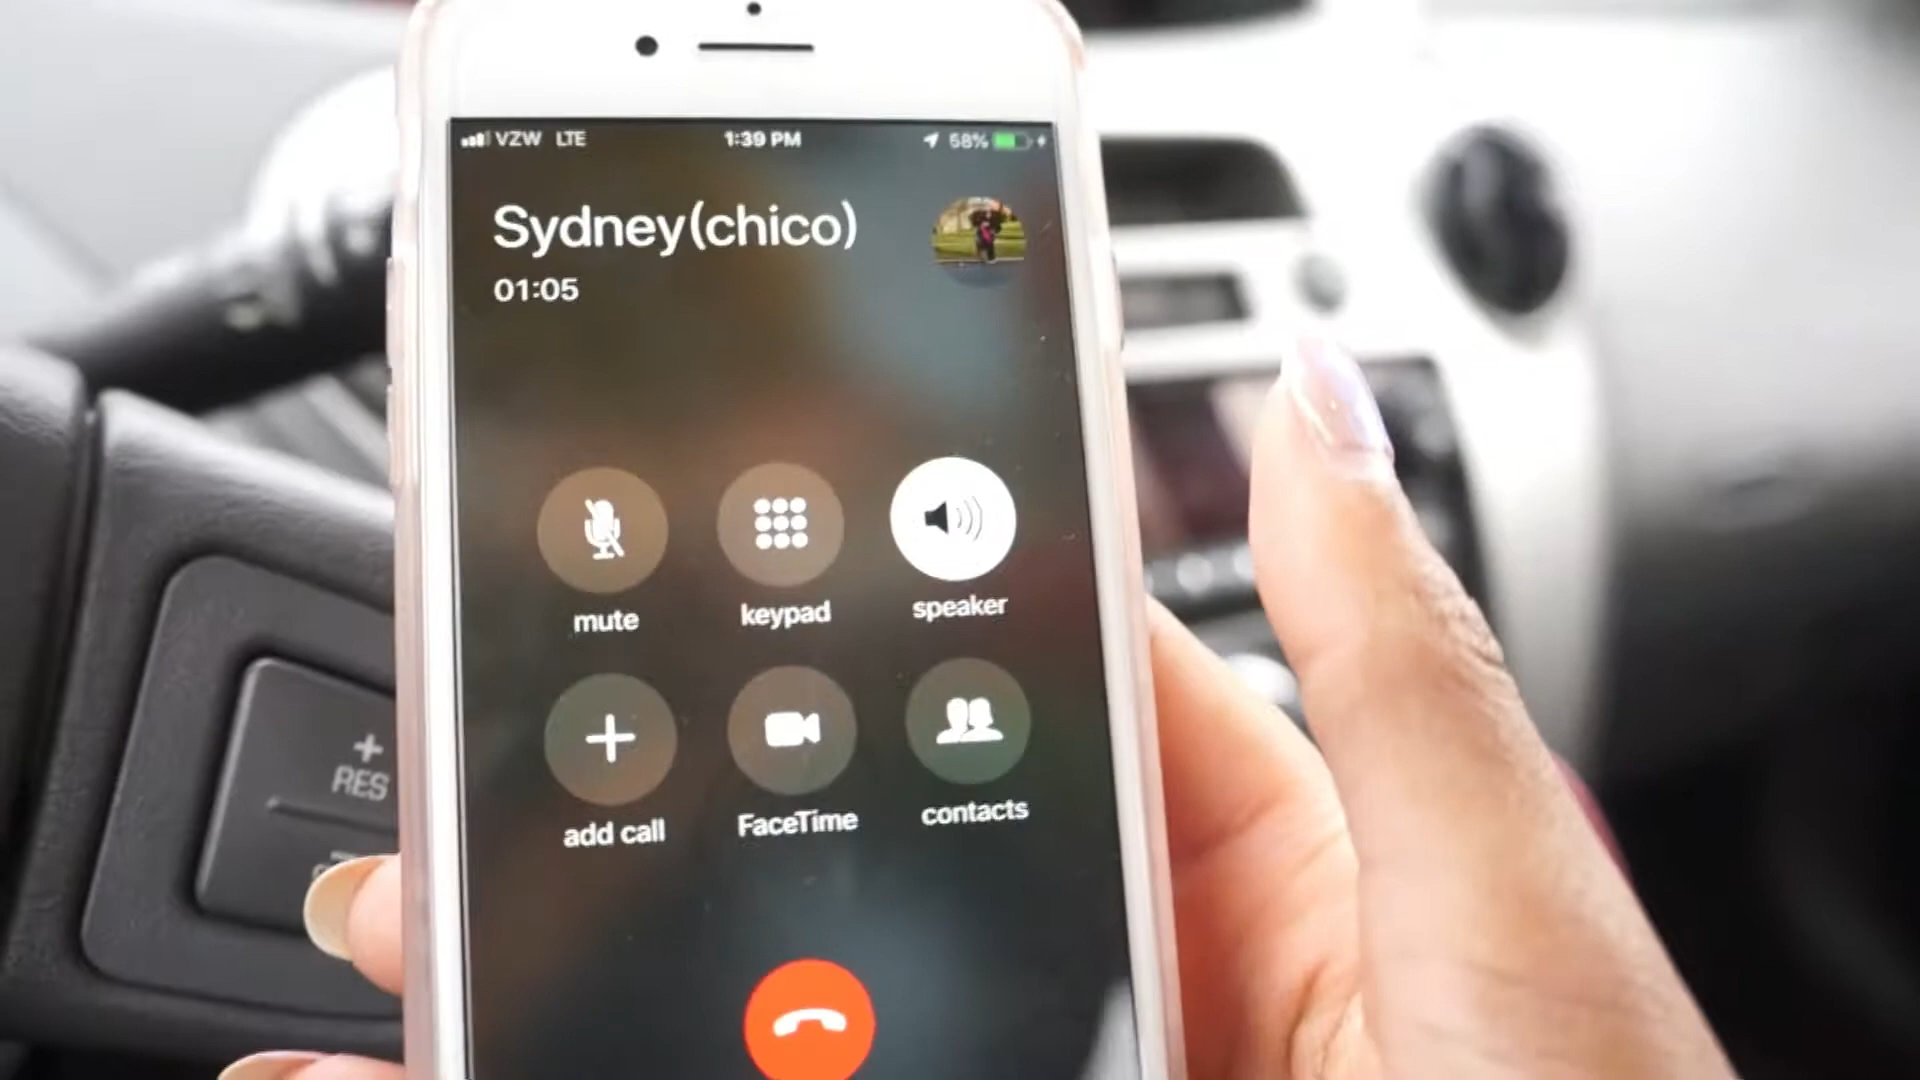 VZW LTE 1:39 PM 58%
Sydney(chico)
01:05
mute keypad speaker
add call FaceTime contacts
+
RES